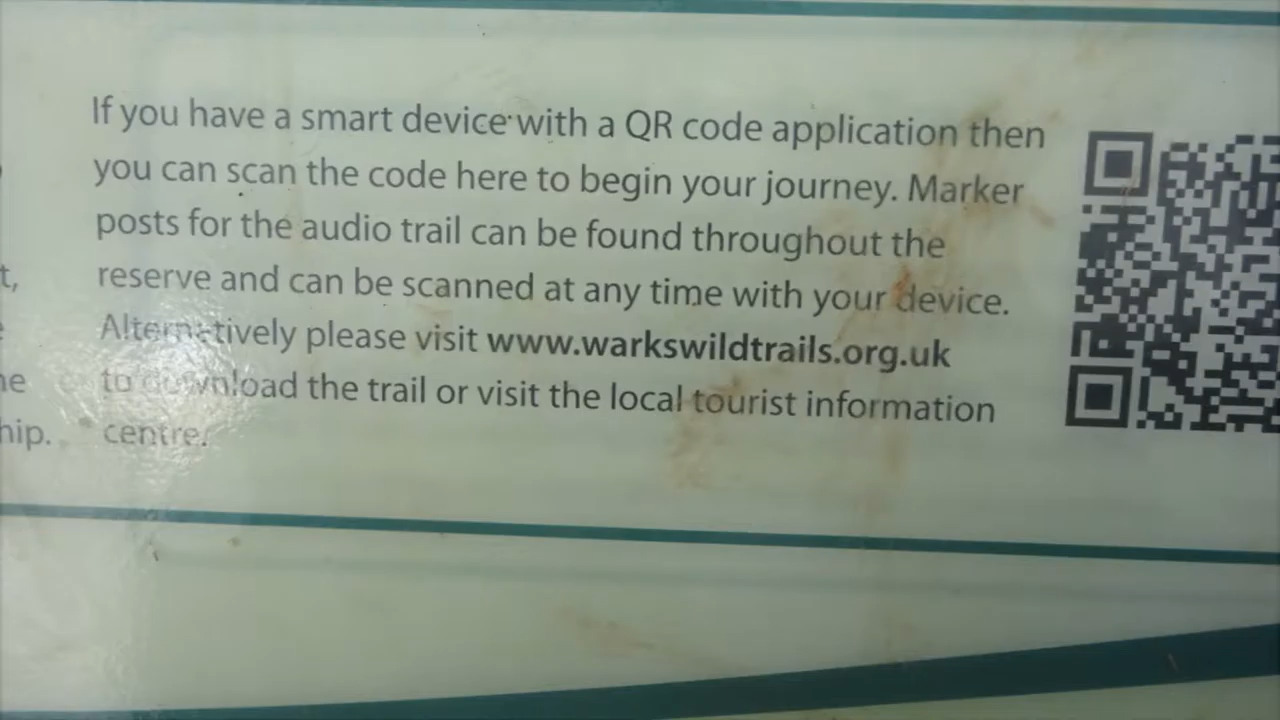 If you have a smart device with a QR code application then
you can scan the code here to begin your journey. Marker
posts for the audio trail can be found throughout the
reserve and can be scanned at any time with your device.
t,
Alternatively please visit www.warkswildtrails.org.uk
to download the trail or visit the local tourist information
ne
centre.
hip.